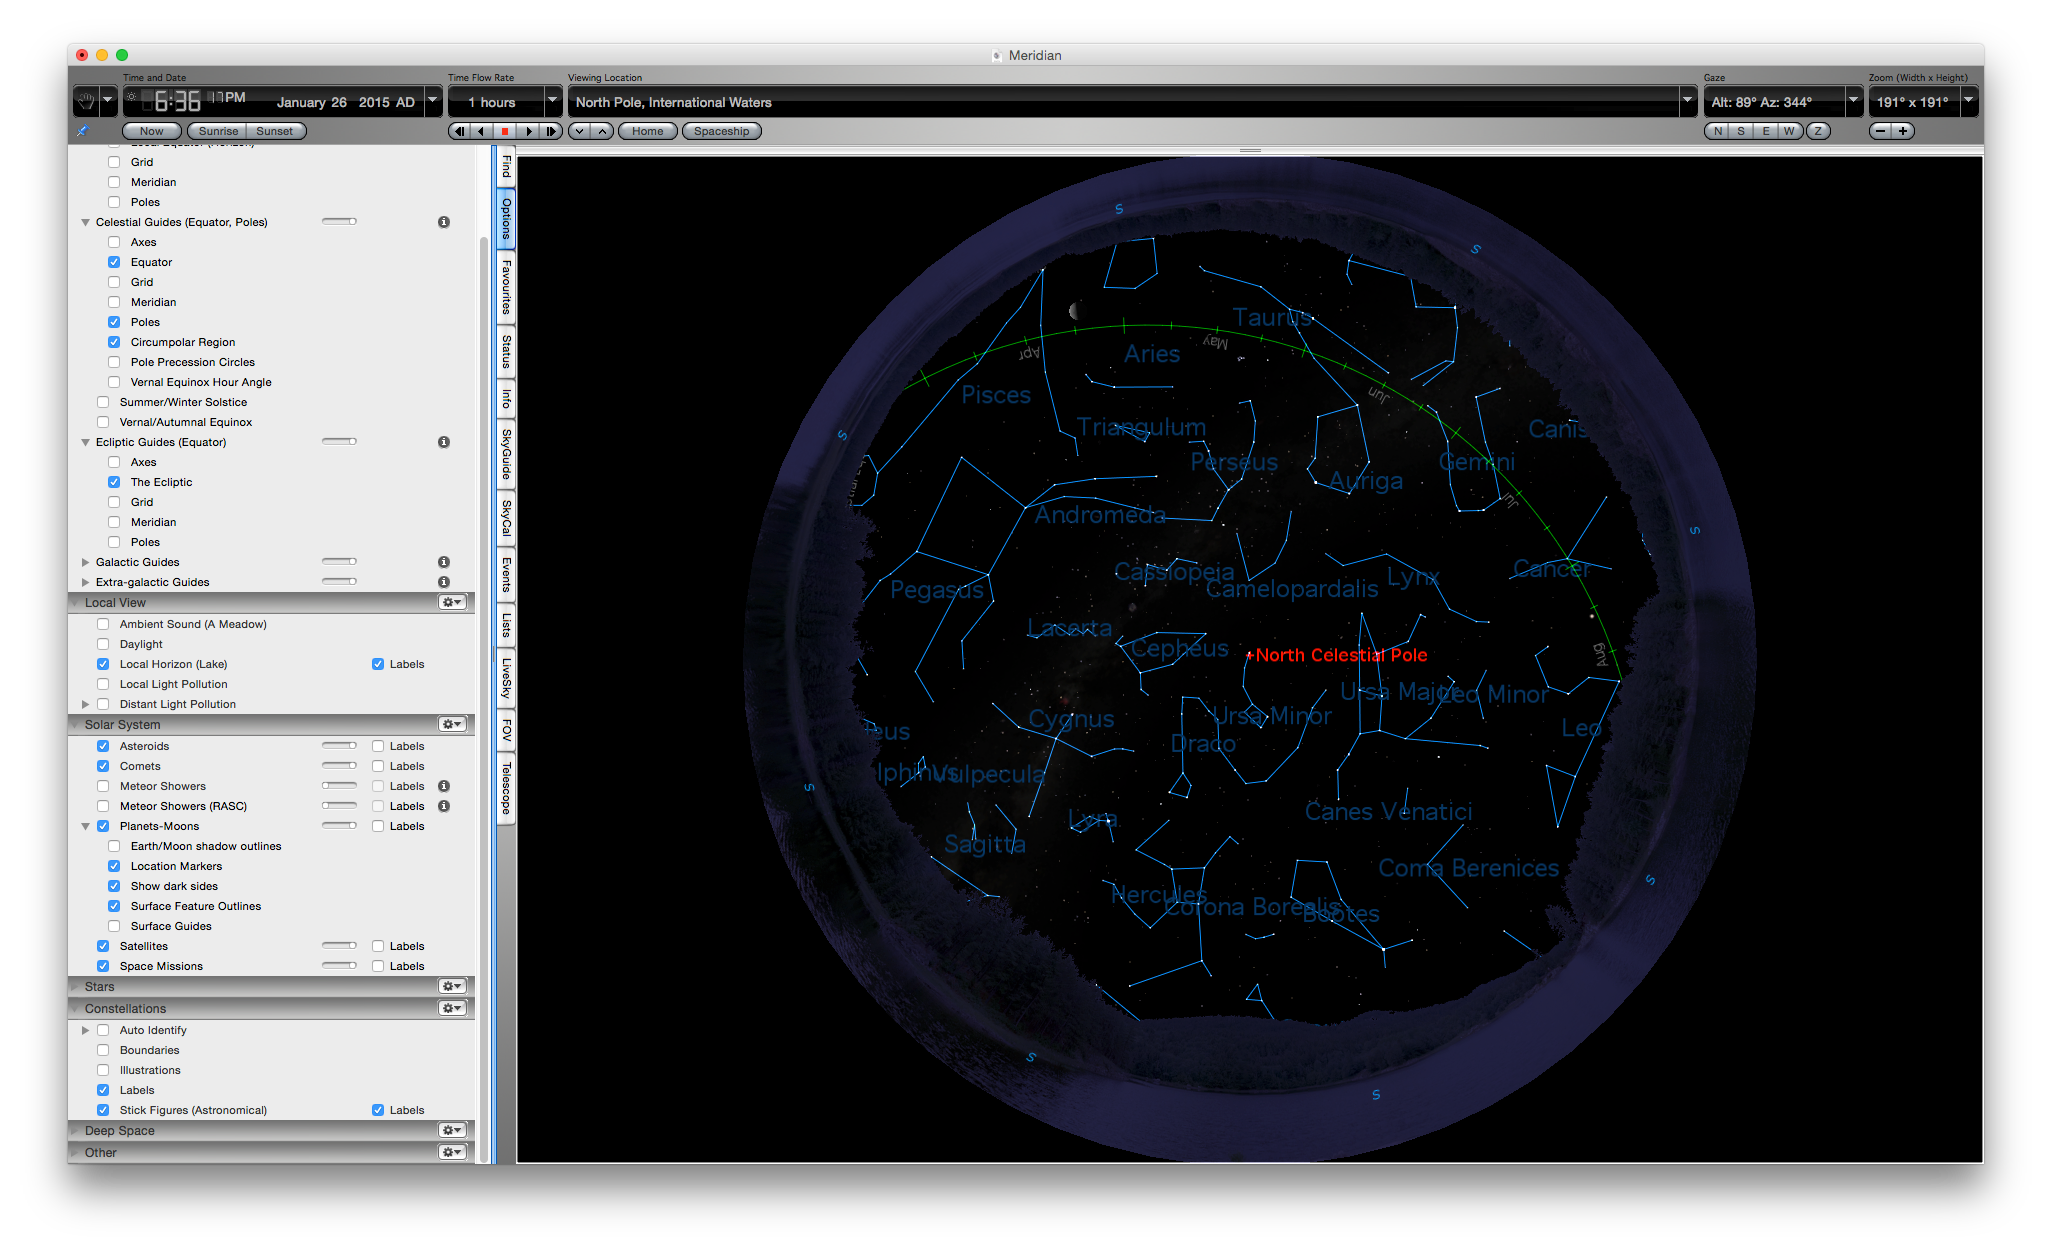 Meridian
Time and Date
Time Flow Rate
Viewing Location
Gaze
Zoom (Width x Height)
6:36 17 PM January 26 2015 AD
1 hours
North Pole, International Waters
Alt: 89° Az: 344°
191° x 191°
Now
Sunrise
Sunset
Home
Spaceship
N S E W Z
Grid
Meridian
Poles
Celestial Guides (Equator, Poles)
Axes
Equator
Grid
Meridian
Poles
Circumpolar Region
Pole Precession Circles
Vernal Equinox Hour Angle
Summer/Winter Solstice
Vernal/Autumnal Equinox
Ecliptic Guides (Equator)
Axes
The Ecliptic
Grid
Meridian
Poles
Galactic Guides
Extra-galactic Guides
Local View
Ambient Sound (A Meadow)
Daylight
Local Horizon (Lake) Labels
Local Light Pollution
Distant Light Pollution
Solar System
Asteroids Labels
Comets Labels
Meteor Showers Labels
Meteor Showers (RASC) Labels
Planets-Moons Labels
Earth/Moon shadow outlines
Location Markers
Show dark sides
Surface Feature Outlines
Surface Guides
Satellites Labels
Space Missions Labels
Stars
Constellations
Auto Identify
Boundaries
Illustrations
Labels
Stick Figures (Astronomical) Labels
Deep Space
Other
Find
Options
Favourites
Status
Info
SkyGuide
SkyCal
Events
Lists
LiveSky
FOV
Telescope
S
S
Taurus
May
Apr
Aries
Pisces
Jun
Triangulum
Canis
S
Perseus
Gemini
Auriga
Jul
Andromeda
S
Cassiopeia
Cancer
Lynx
Pegasus
Camelopardalis
Lacerta
Cepheus
North Celestial Pole
Aug
Ursa Major
Leo Minor
Cygnus
Ursa Minor
Leo
leus
Draco
lphinus
Vulpecula
S
Canes Venatici
Lyra
Sagitta
Coma Berenices
S
Hercules
Corona Borealis
Bootes
S
S